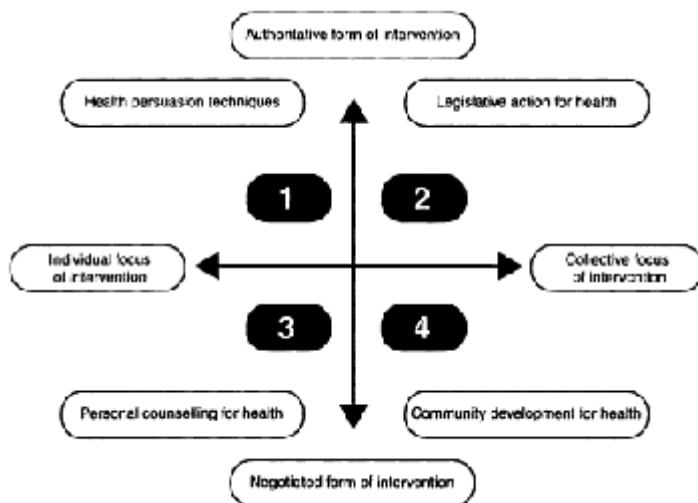 Authoritative form of intervention
Health persuasion techniques
Legislative action for health
1
2
Individual focus
of intervention
Collective focus
of intervention
3
4
Personal counselling for health
Community development for health
Negotiated form of intervention